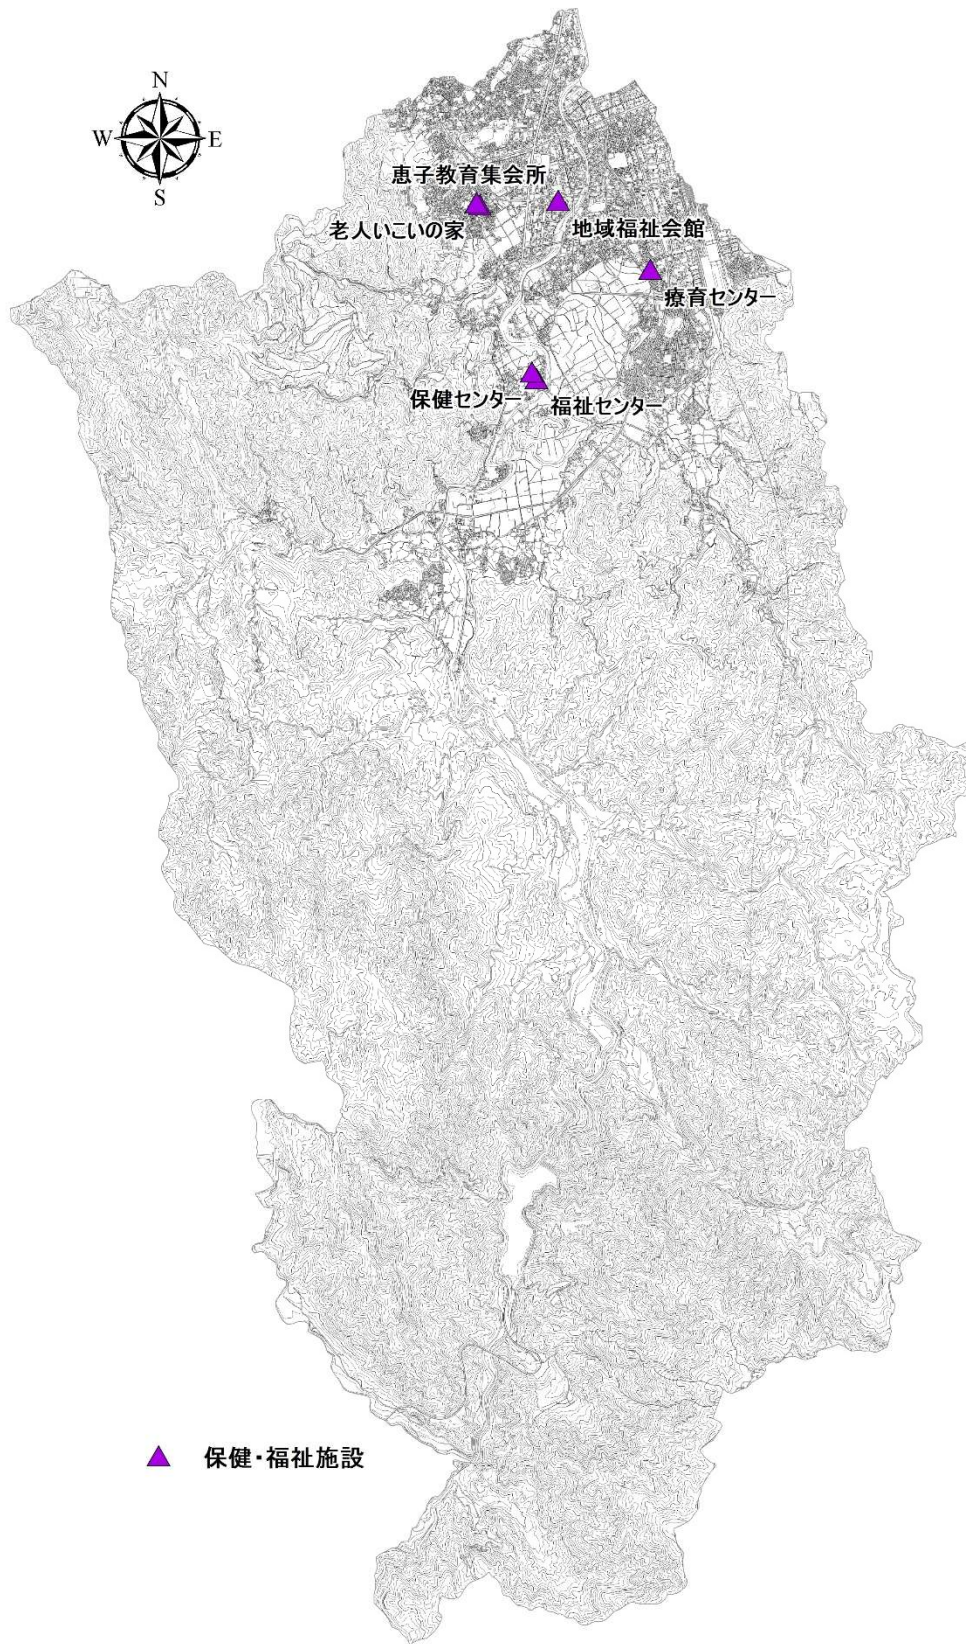 N
W
E
S
恵子教育集会所
老人いこいの家
地域福祉会館
療育センター
保健センター
福祉センター
保健・福祉施設